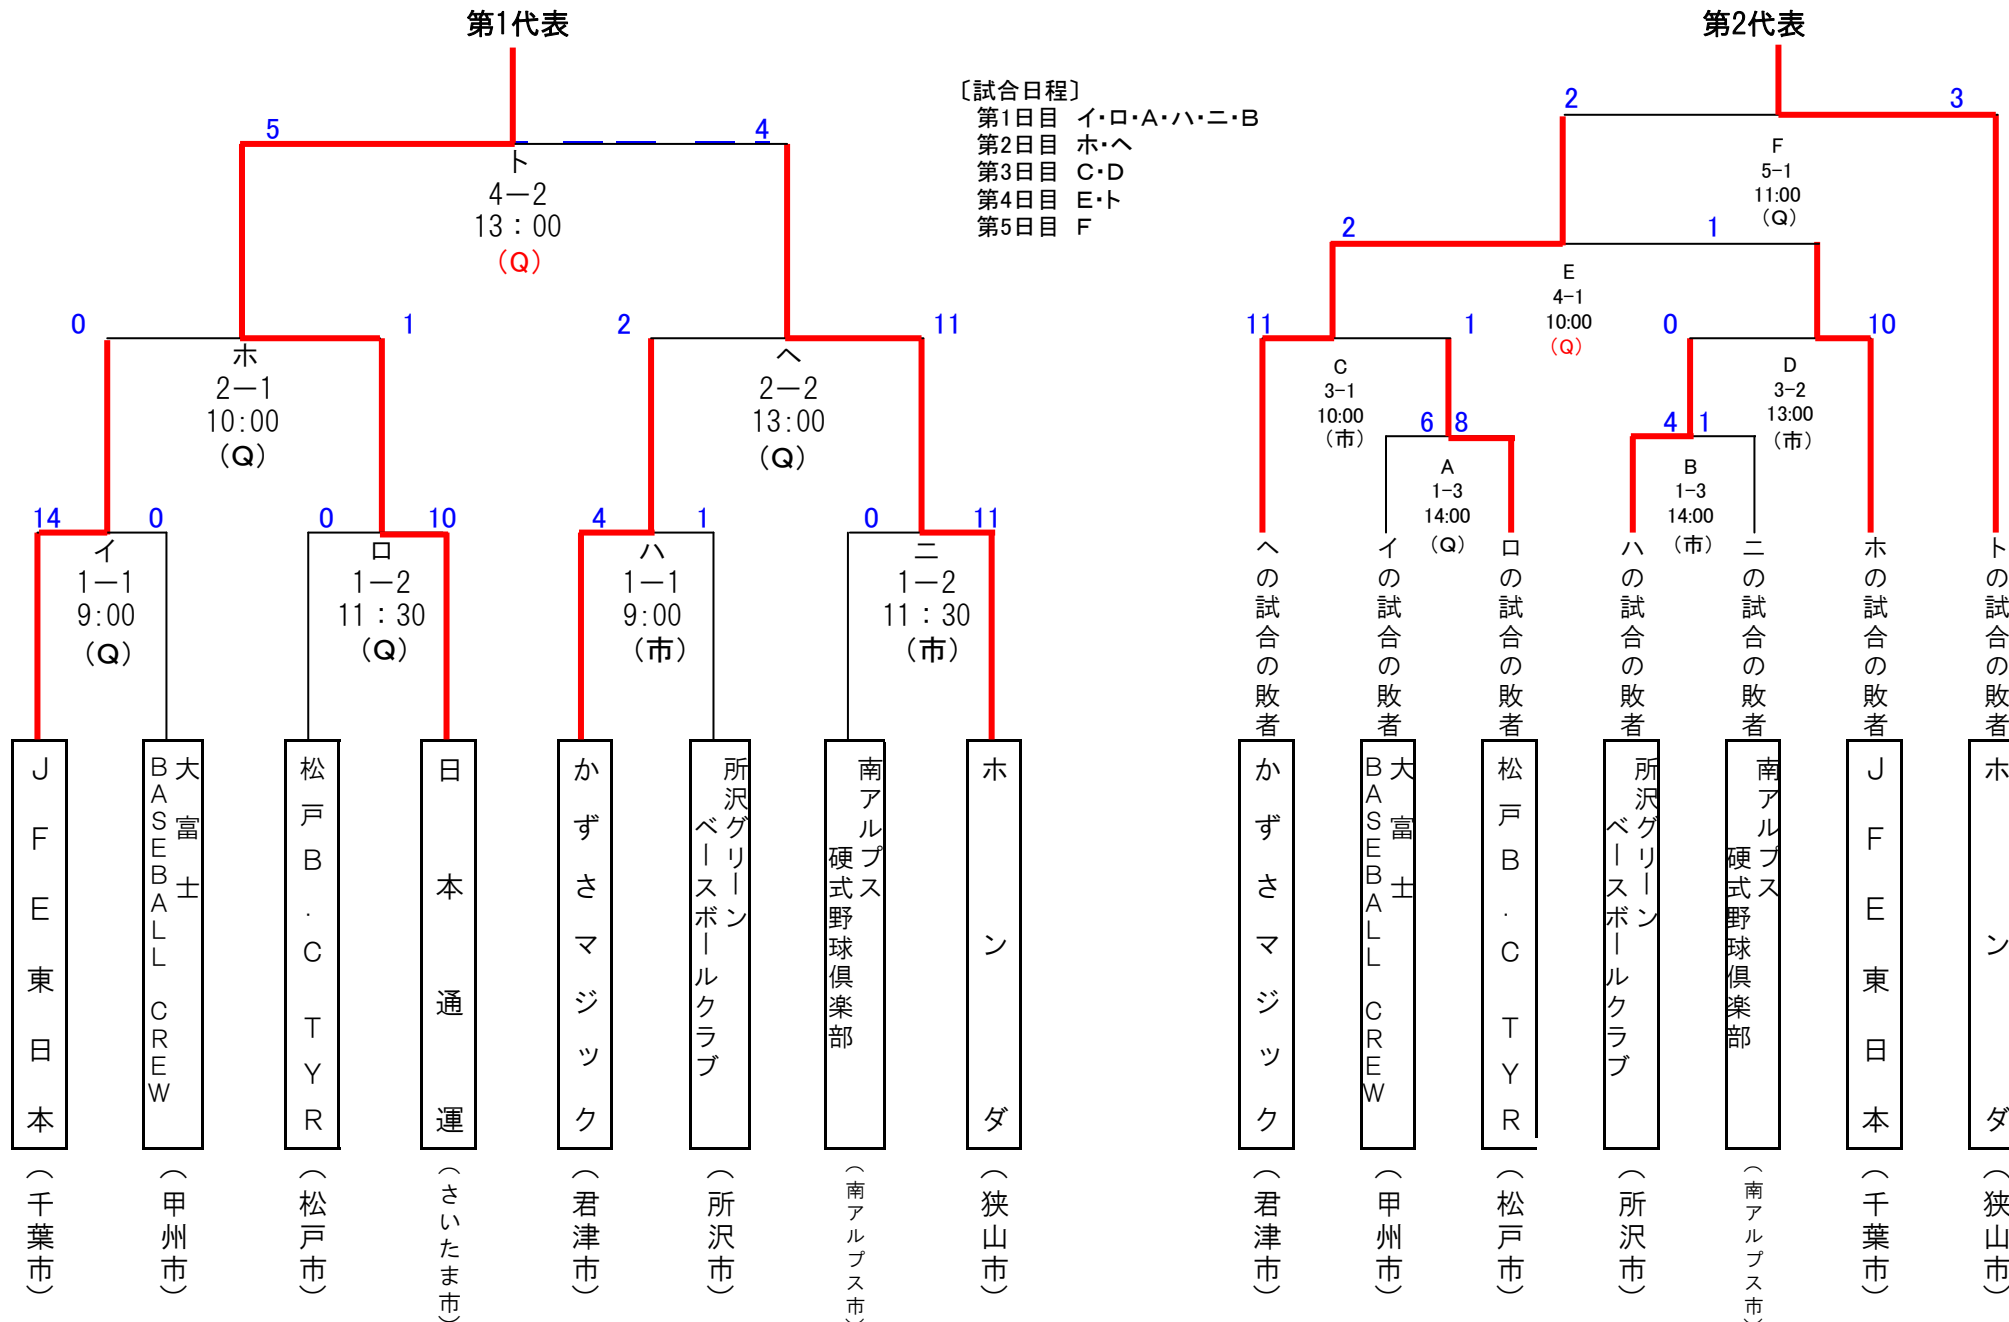 第1代表
5
4
ト
4―2
13：00
（Q）
0
1
2
11
ホ
2―1
10:00
（Q）
ヘ
2―2
13:00
（Q）
14
0
0
10
4
1
0
11
イ
1―1
9:00
（Q）
ロ
1―2
11：30
（Q）
ハ
1―1
9:00
（市）
ニ
1―2
11：30
（市）
JFE東日本
（千葉市）
大富士
BASEBALL CREW
（甲州市）
松戸B.C TYR
（松戸市）
日本通運
（さいたま市）
かずさマジック
（君津市）
所沢グリーン
ベースボールクラブ
（所沢市）
南アルプス
硬式野球倶楽部
（南アルプス市）
ホンダ
（狭山市）
〔試合日程〕
第1日目 イ・ロ・A・ハ・ニ・B
第2日目 ホ・ヘ
第3日目 C・D
第4日目 E・ト
第5日目 F
第2代表
2
3
F
5-1
11:00
（Q）
2
1
E
4-1
10:00
（Q）
11
1
0
10
C
3-1
10:00
（市）
D
3-2
13:00
（市）
6
8
4
1
A
1-3
14:00
（Q）
B
1-3
14:00
（市）
ヘの試合の敗者
かずさマジック
（君津市）
イの試合の敗者
大富士
BASEBALL CREW
（甲州市）
ロの試合の敗者
松戸B.C TYR
（松戸市）
ハの試合の敗者
所沢グリーン
ベースボールクラブ
（所沢市）
ニの試合の敗者
南アルプス
硬式野球倶楽部
（南アルプス市）
ホの試合の敗者
JFE東日本
（千葉市）
トの試合の敗者
ホンダ
（狭山市）